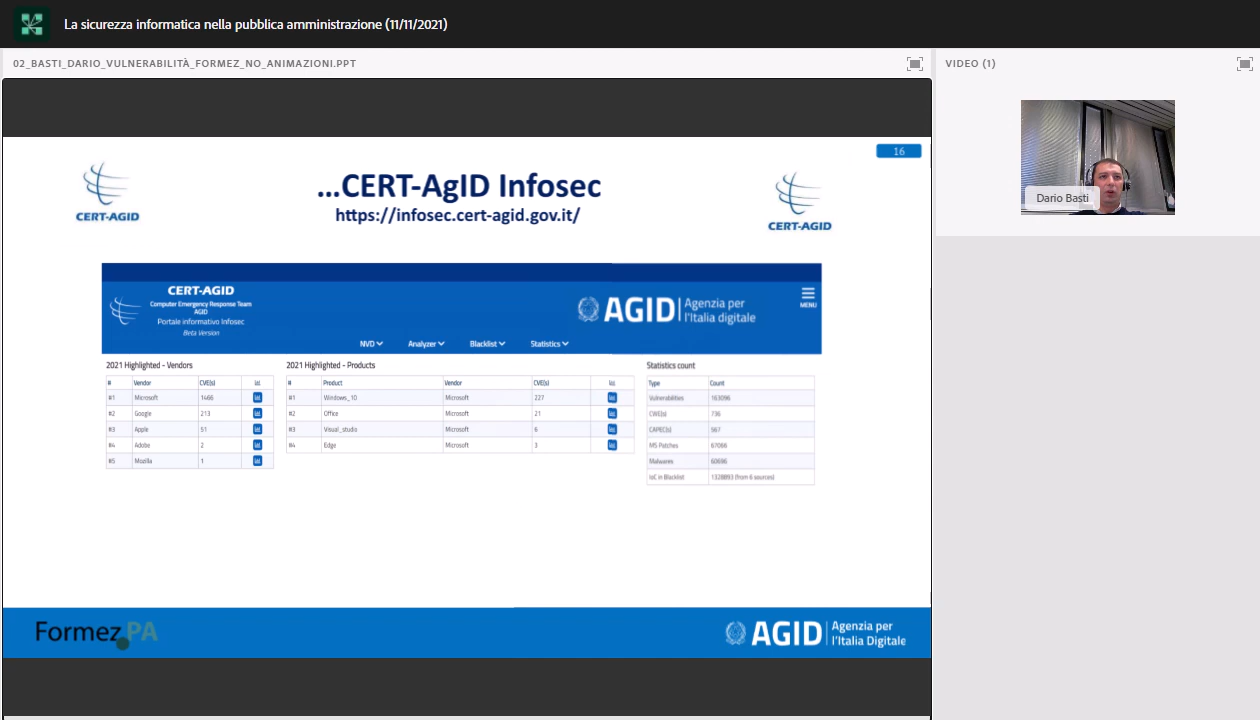 La sicurezza informatica nella pubblica amministrazione (11/11/2021)
02_BASTI_DARIO_VULNERABILITÀ_FORMEZ_NO_ANIMAZIONI.PPT
VIDEO (1)
Dario Basti
16
CERT-AGID
...CERT-AgID Infosec
https://infosec.cert-agid.gov.it/
CERT-AGID
CERT-AGID
Computer Emergency Response Team
AGID
Portale informativo Infosec
Beta Version
AGID Agenzia per
l'Italia digitale
MENU
NVD Analyzer Blacklist Statistics
2021 Highlighted - Vendors
# Vendor CVE(s)
#1 Microsoft 1466
#2 Google 213
#3 Apple 51
#4 Adobe 2
#5 Mozilla 1
2021 Highlighted - Products
# Product Vendor CVE(s)
#1 Windows_10 Microsoft 227
#2 Office Microsoft 21
#3 Visual_studio Microsoft 6
#4 Edge Microsoft 3
Statistics count
Type Count
Vulnerabilities 163096
CWE(s) 736
CAPEC(s) 567
MS Patches 67066
Malwares 60696
IoC in Blacklist 1328893 (from 6 sources)
Formez PA
AGID Agenzia per
l'Italia Digitale